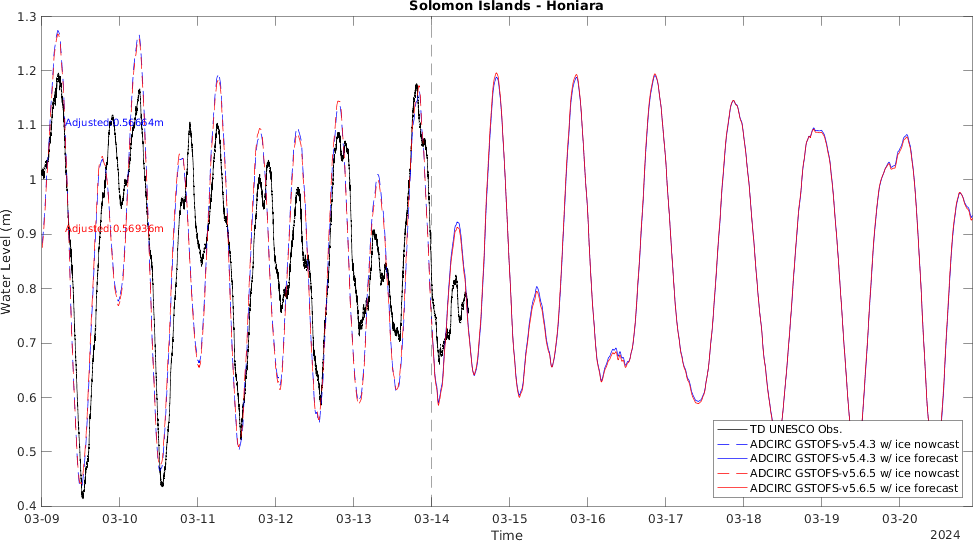 Solomon Islands - Honiara
1.3
1.2
1.1
1
0.9
0.8
0.7
0.6
0.5
0.4
Water Level (m)
Adjusted 0.56664m
Adjusted 0.56936m
TD UNESCO Obs.
ADCIRC GSTOFS-v5.4.3 w/ ice nowcast
ADCIRC GSTOFS-v5.4.3 w/ ice forecast
ADCIRC GSTOFS-v5.6.5 w/ ice nowcast
ADCIRC GSTOFS-v5.6.5 w/ ice forecast
03-09 03-10 03-11 03-12 03-13 03-14 03-15 03-16 03-17 03-18 03-19 03-20
Time
2024